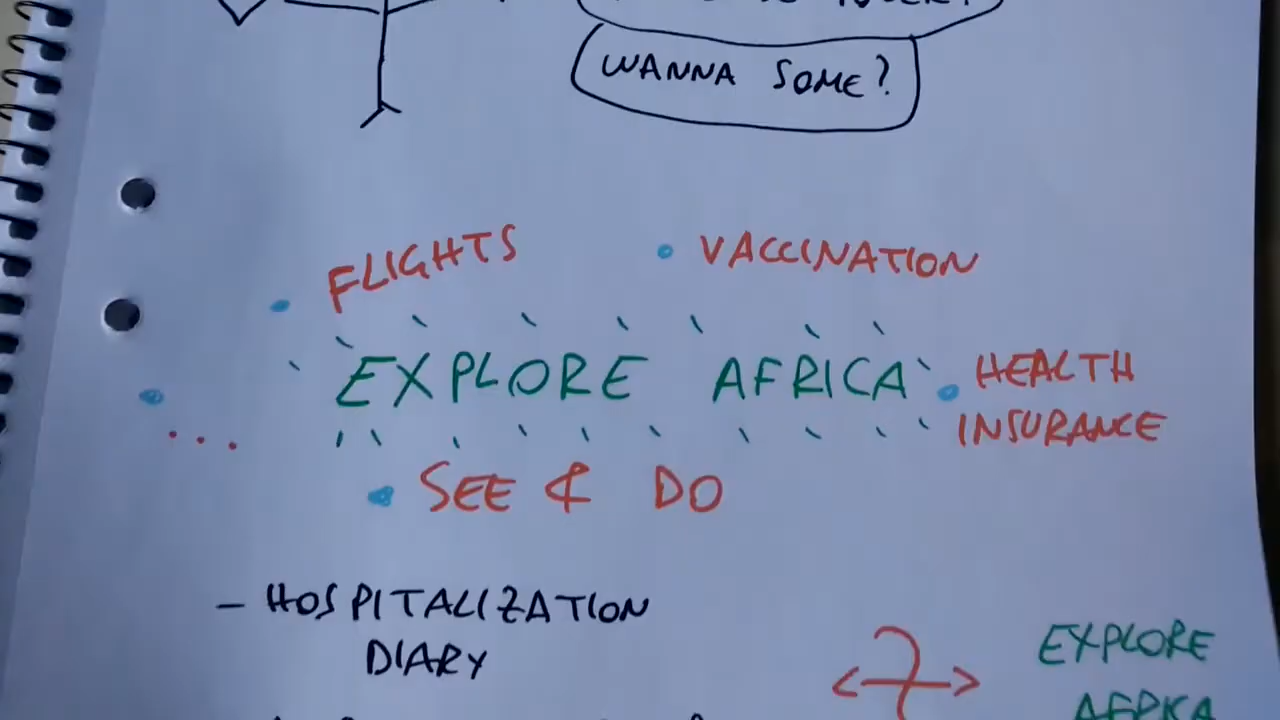 WANNA SOME?
FLIGHTS
• VACCINATION
EXPLORE AFRICA
• HEALTH
INSURANCE
...
• SEE & DO
- HOSPITALIZATION
DIARY
EXPLORE